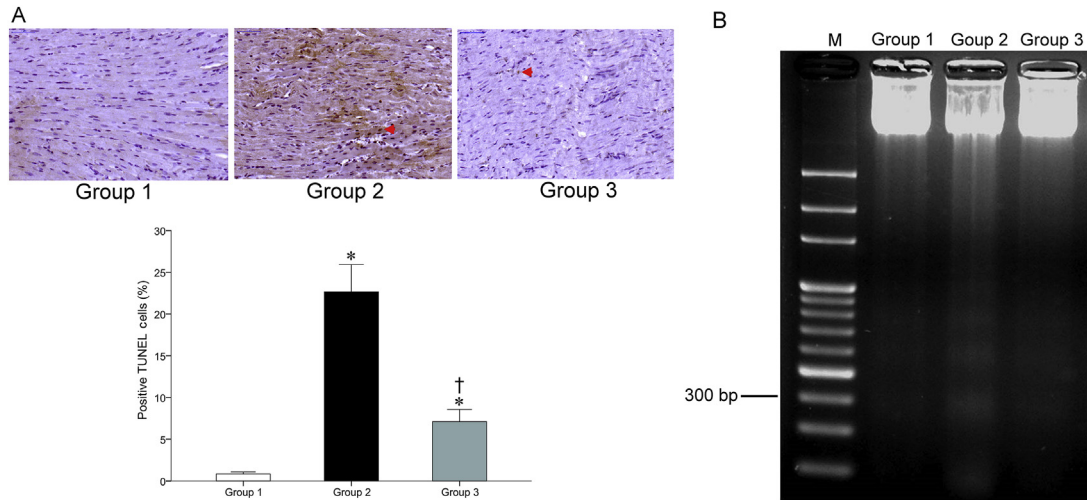 A
Group 1
Group 2
Group 3
Positive TUNEL cells (%)
30
25
20
15
10
5
0
*
†
*
Group 1
Group 2
Group 3
B
M
Group 1
Goup 2
Group 3
300 bp